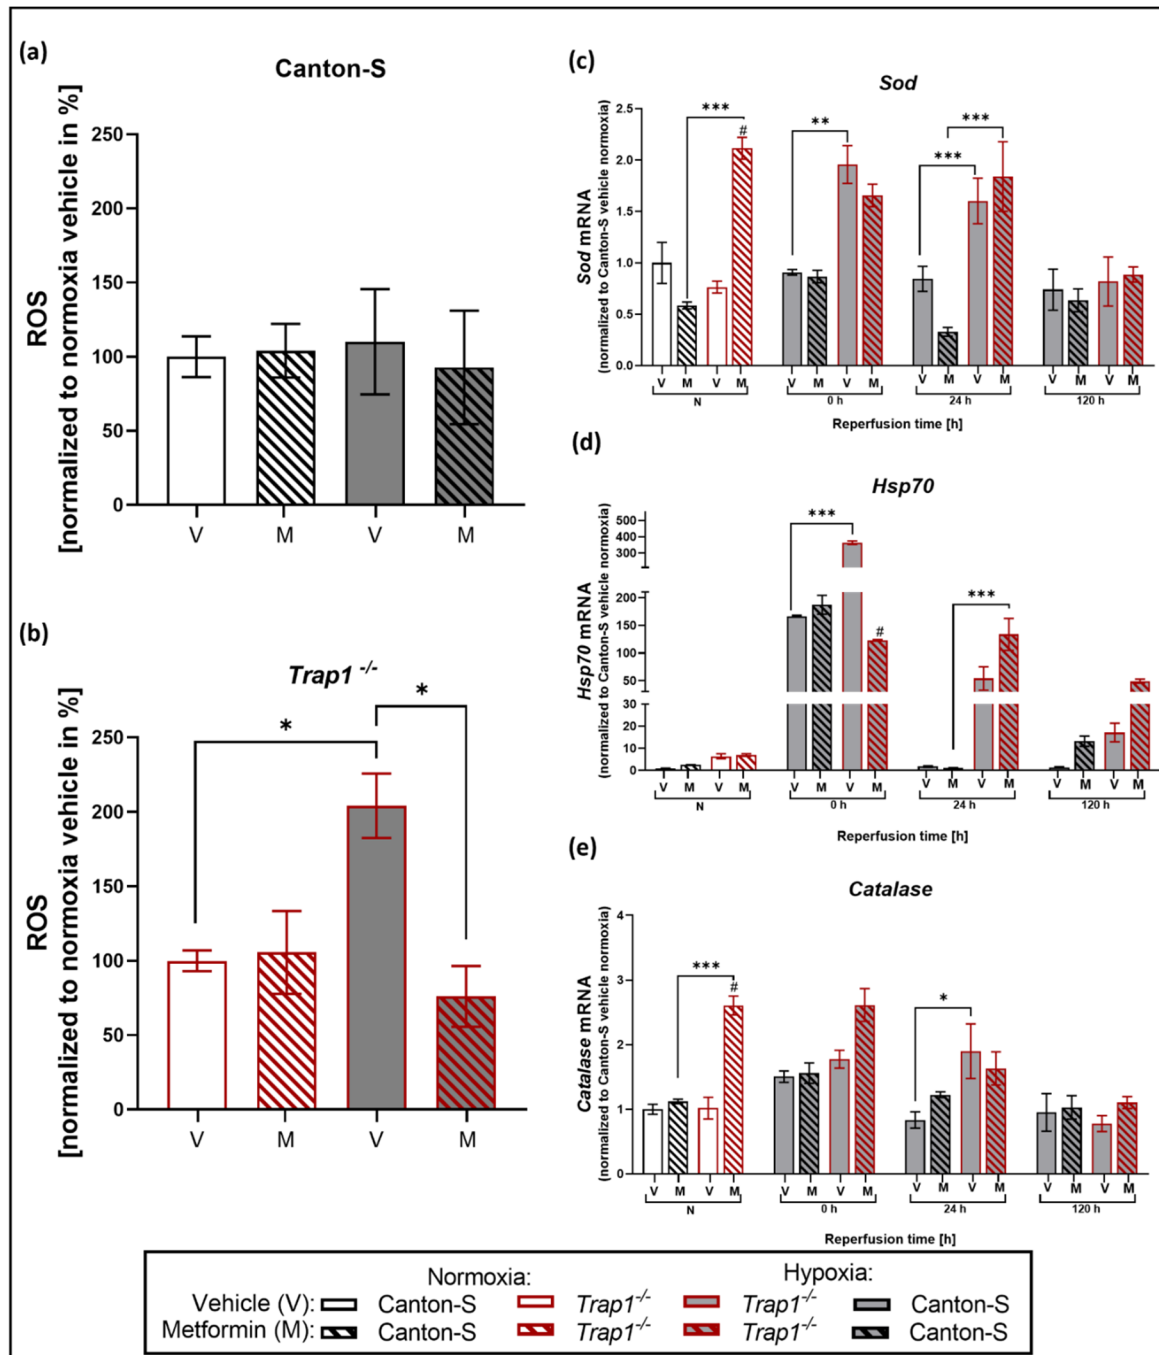 (a)
Canton-S
ROS
[normalized to normoxia vehicle in %]
250
200
150
100
50
0
V M V M
(b)
Trap1 -/-
ROS
[normalized to normoxia vehicle in %]
250
200
150
100
50
0
* *
V M V M
(c)
Sod
Sod mRNA
(normalized to Canton-S vehicle normoxia)
2.5
2.0
1.5
1.0
0.5
0.0
*** # ** *** ***
V M V M V M V M V M V M V M V M
N 0 h 24 h 120 h
Reperfusion time [h]
(d)
Hsp70
Hsp70 mRNA
(normalized to Canton-S vehicle normoxia)
500
400
300
200
150
100
50
30
20
10
0
*** # ***
V M V M V M V M V M V M V M V M
N 0 h 24 h 120 h
Reperfusion time [h]
(e)
Catalase
Catalase mRNA
(normalized to Canton-S vehicle normoxia)
4
3
2
1
0
*** # *
V M V M V M V M V M V M V M V M
N 0 h 24 h 120 h
Reperfusion time [h]
Normoxia: Hypoxia:
Vehicle (V): Canton-S Trap1-/- Trap1-/- Canton-S
Metformin (M): Canton-S Trap1-/- Trap1-/- Canton-S